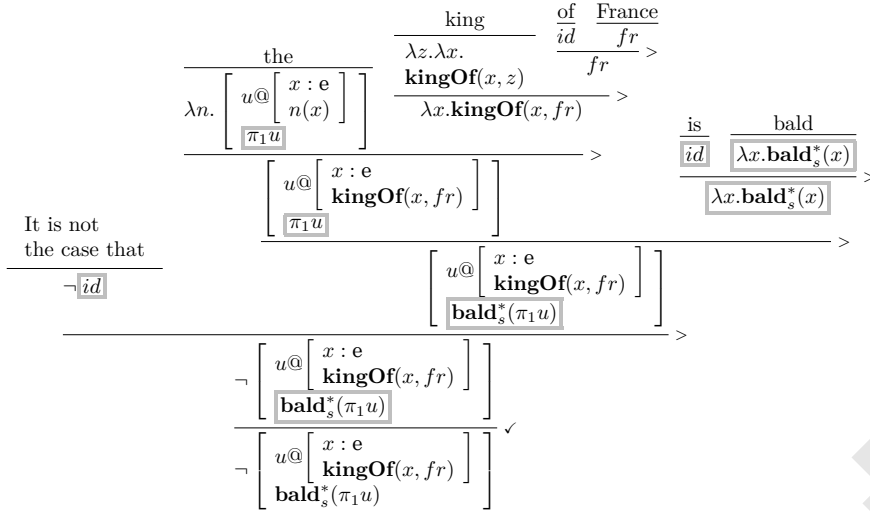 king of France
the λz.λx. id fr
kingOf(x, z) fr >
λn. [ u@ [ x : e n(x) ] π₁u ] λx.kingOf(x, fr) >
is bald
> id λx.bald*ₛ(x)
[ u@ [ x : e kingOf(x, fr) ] π₁u ] λx.bald*ₛ(x) >
It is not
the case that >
¬ id [ u@ [ x : e kingOf(x, fr) ] bald*ₛ(π₁u) ]
>
¬ [ u@ [ x : e kingOf(x, fr) ] bald*ₛ(π₁u) ]
✓
¬ [ u@ [ x : e kingOf(x, fr) ] bald*ₛ(π₁u) ]